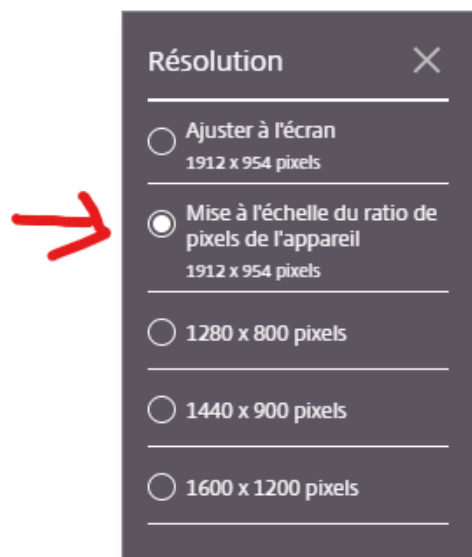 Résolution
Ajuster à l'écran
1912 x 954 pixels
Mise à l'échelle du ratio de
pixels de l'appareil
1912 x 954 pixels
1280 x 800 pixels
1440 x 900 pixels
1600 x 1200 pixels